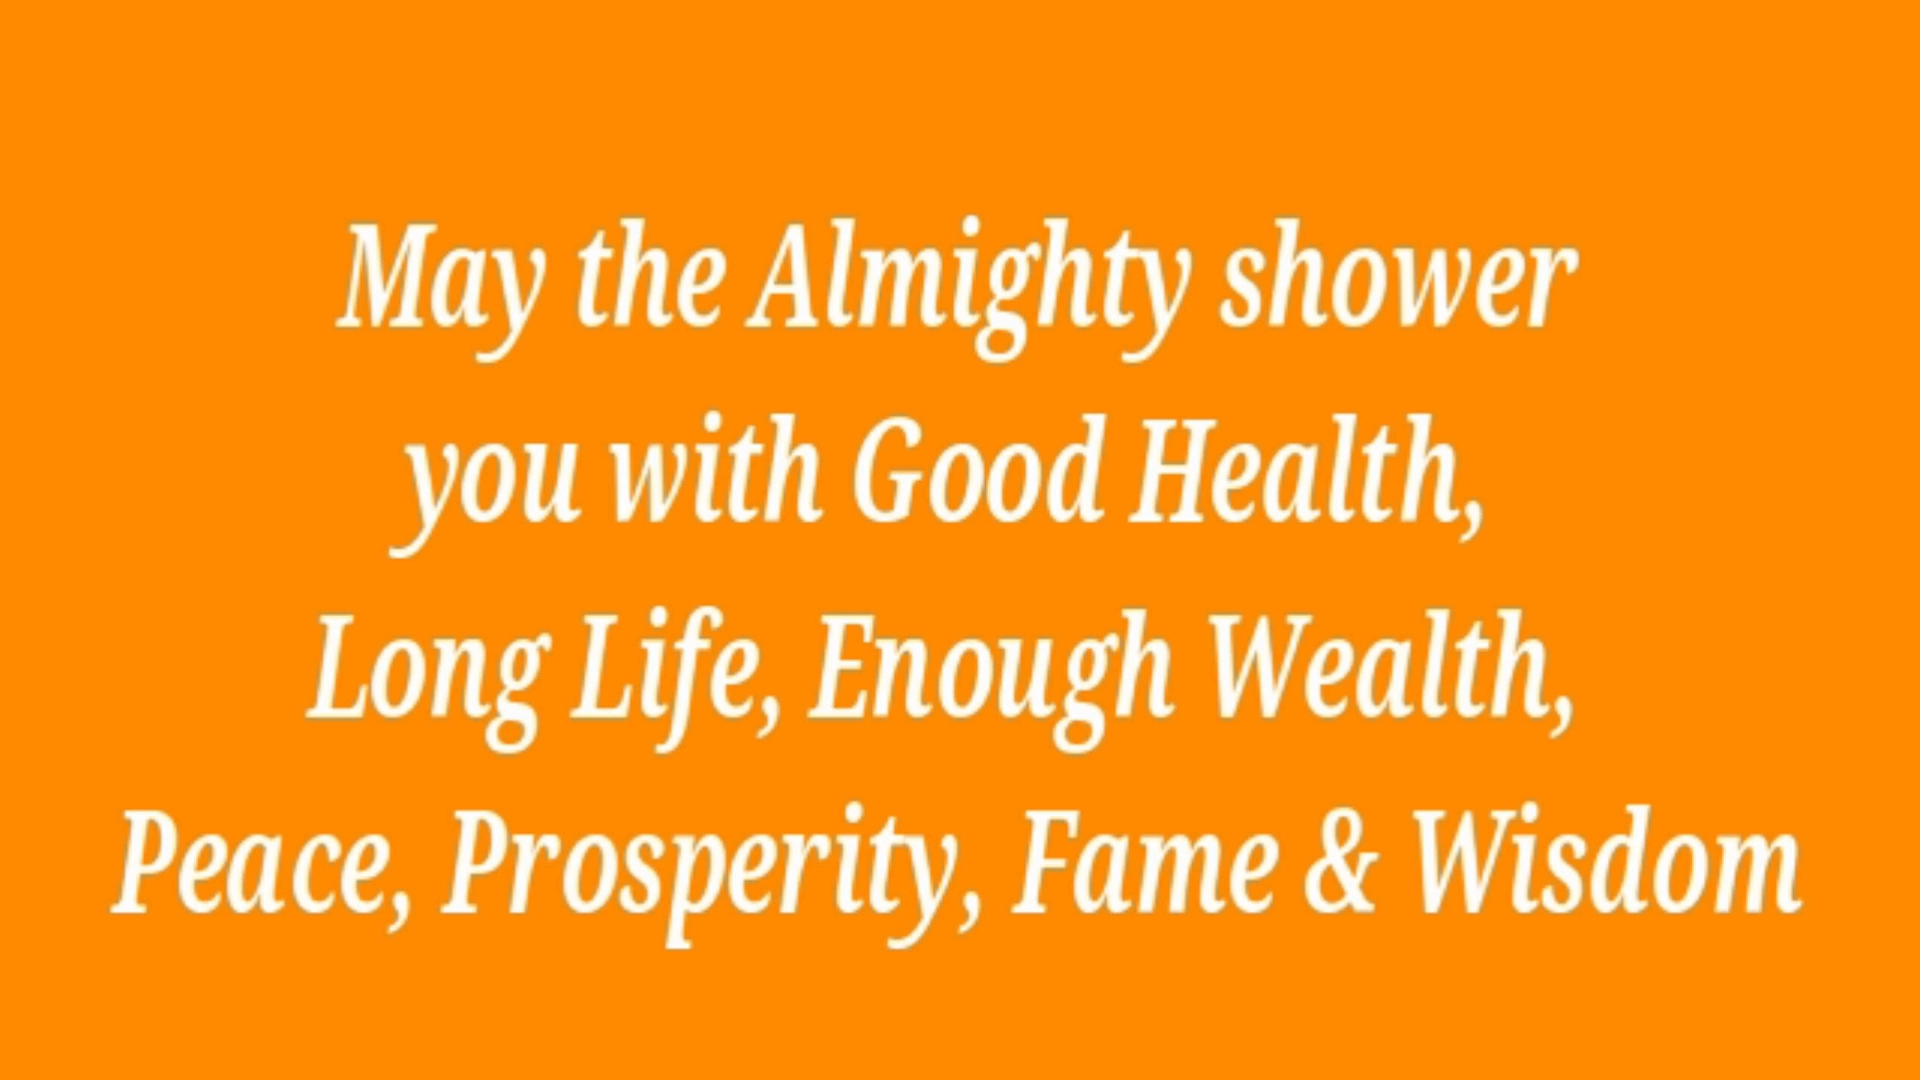 May the Almighty shower
you with Good Health,
Long Life, Enough Wealth,
Peace, Prosperity, Fame & Wisdom